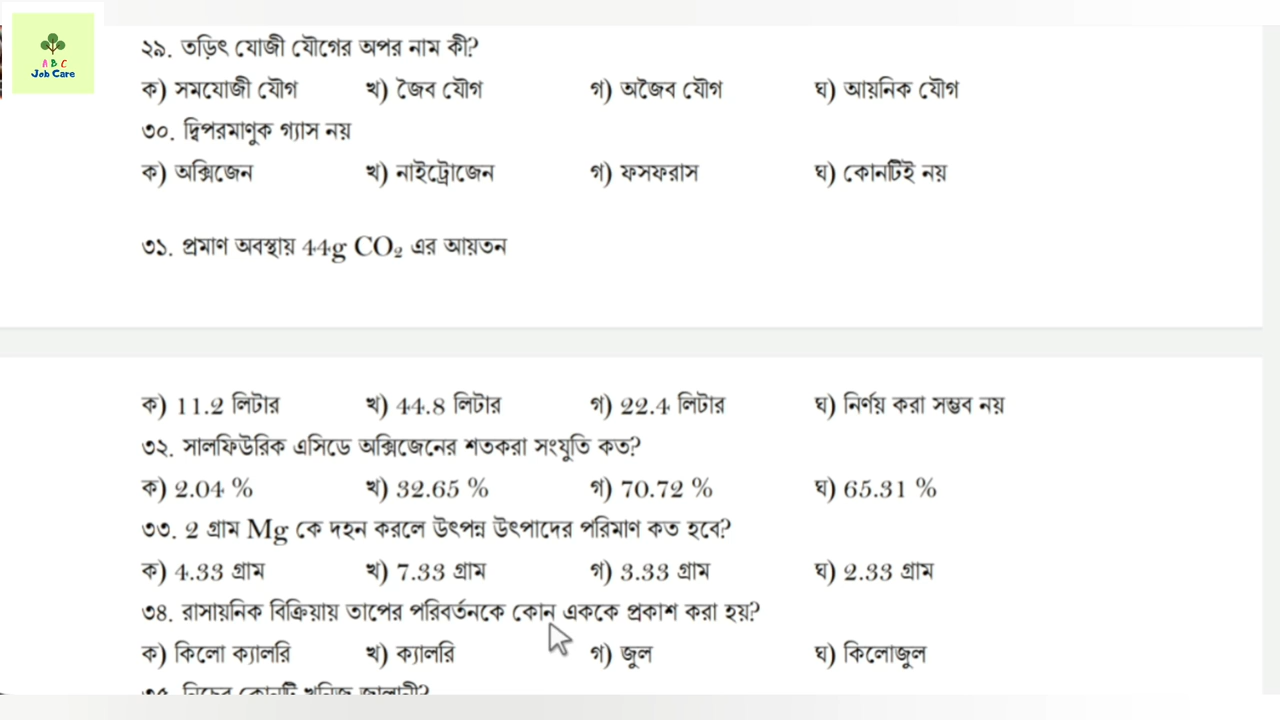 A B C
Job Care
২৯. তড়িৎ যোজী যৌগের অপর নাম কী?
ক) সমযোজী যৌগ খ) জৈব যৌগ গ) অজৈব যৌগ ঘ) আয়নিক যৌগ
৩০. দ্বিপরমাণুক গ্যাস নয়
ক) অক্সিজেন খ) নাইট্রোজেন গ) ফসফরাস ঘ) কোনটিই নয়
৩১. প্রমাণ অবস্থায় 44g CO₂ এর আয়তন
ক) 11.2 লিটার খ) 44.8 লিটার গ) 22.4 লিটার ঘ) নির্ণয় করা সম্ভব নয়
৩২. সালফিউরিক এসিডে অক্সিজেনের শতকরা সংযুতি কত?
ক) 2.04 % খ) 32.65 % গ) 70.72 % ঘ) 65.31 %
৩৩. 2 গ্রাম Mg কে দহন করলে উৎপন্ন উৎপাদের পরিমাণ কত হবে?
ক) 4.33 গ্রাম খ) 7.33 গ্রাম গ) 3.33 গ্রাম ঘ) 2.33 গ্রাম
৩৪. রাসায়নিক বিক্রিয়ায় তাপের পরিবর্তনকে কোন এককে প্রকাশ করা হয়?
ক) কিলো ক্যালরি খ) ক্যালরি গ) জুল ঘ) কিলোজুল
৩৫. নিচের কোনটি খনিজ জ্বালানী?